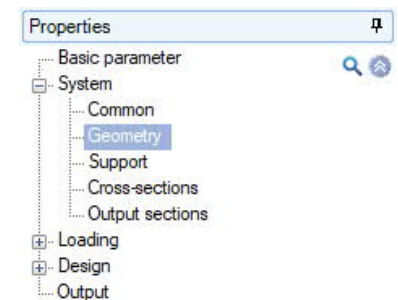 Properties
Basic parameter
System
Common
Geometry
Support
Cross-sections
Output sections
Loading
Design
Output